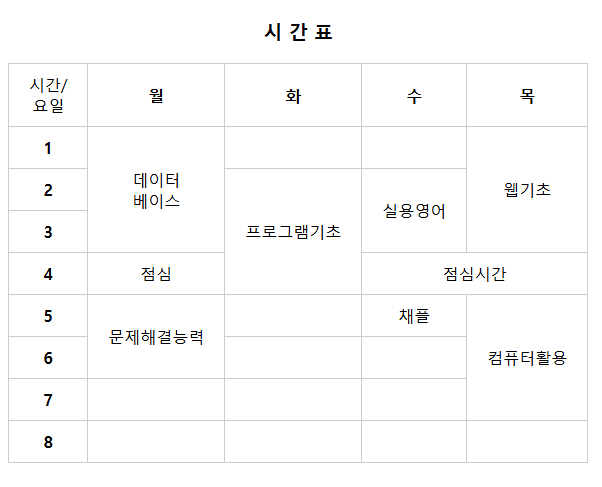 시 간 표
시간/
요일
월
화
수
목
1
데이터
베이스
웹기초
2
프로그램기초
실용영어
3
4
점심
점심시간
5
문제해결능력
채플
컴퓨터활용
6
7
8